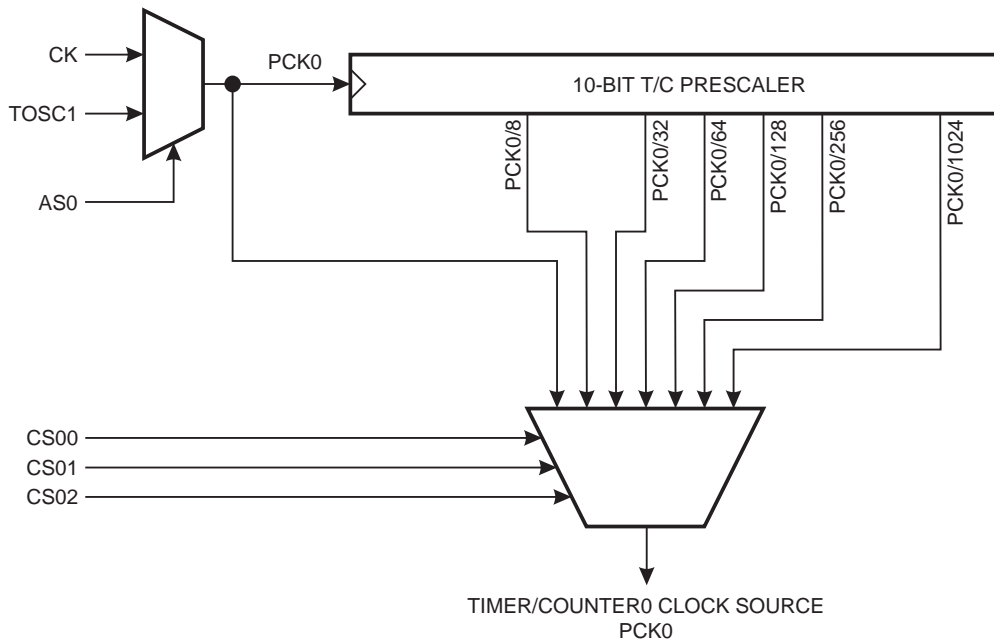 CK
PCK0
10-BIT T/C PRESCALER
TOSC1
AS0
PCK0/8
PCK0/32
PCK0/64
PCK0/128
PCK0/256
PCK0/1024
CS00
CS01
CS02
TIMER/COUNTER0 CLOCK SOURCE
PCK0